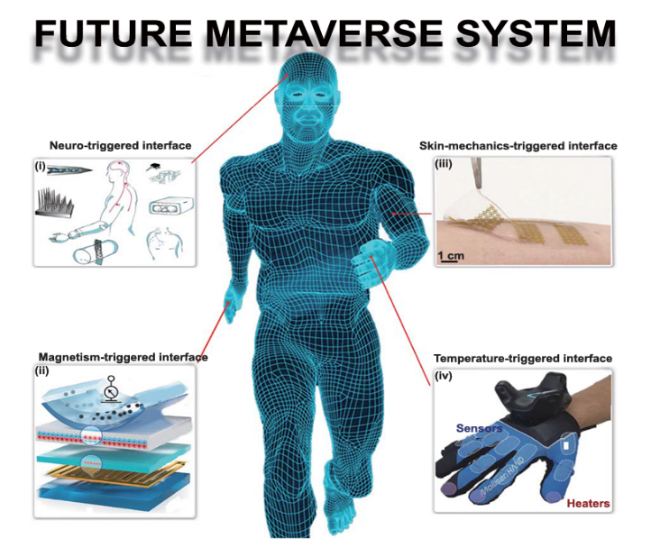 FUTURE METAVERSE SYSTEM
Neuro-triggered interface
(i)
Skin-mechanics-triggered interface
(iii)
1 cm
Magnetism-triggered interface
(ii)
Temperature-triggered interface
(iv)
Sensors
Heaters